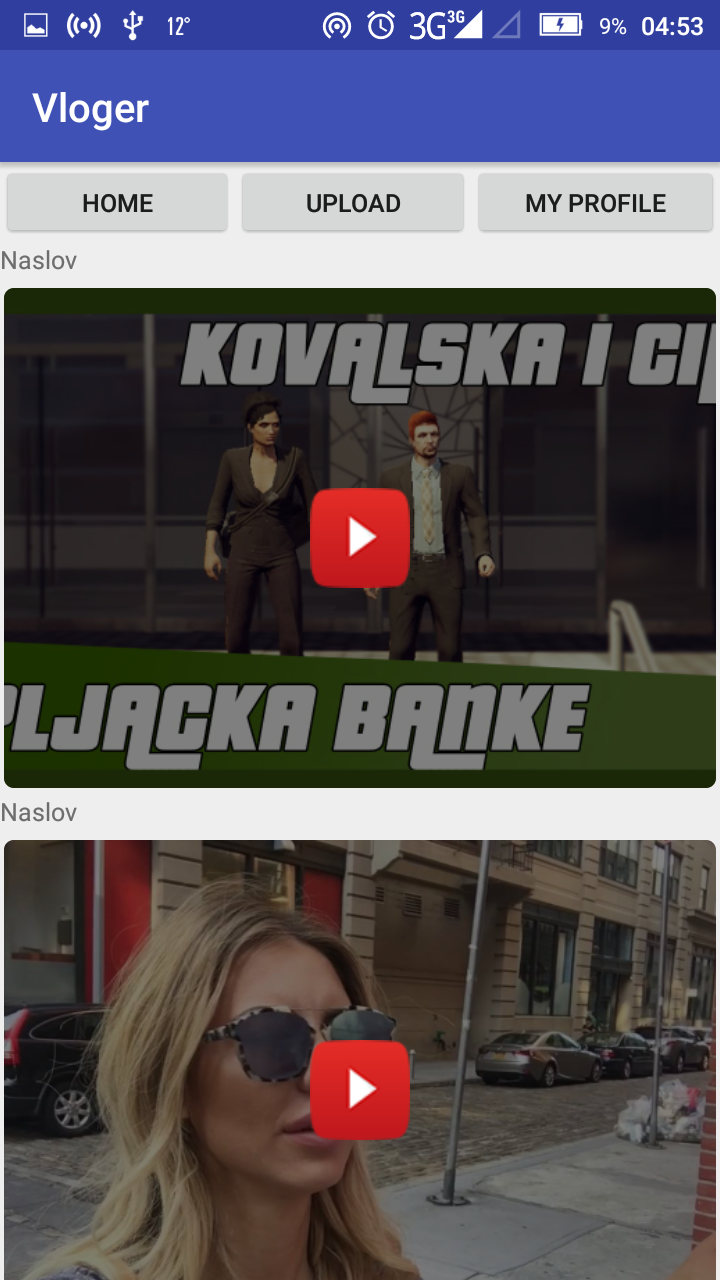 12° 3G 3G 9% 04:53
Vloger
HOME UPLOAD MY PROFILE
Naslov
KOVALSKA I CI
PLJACKA BANKE
Naslov